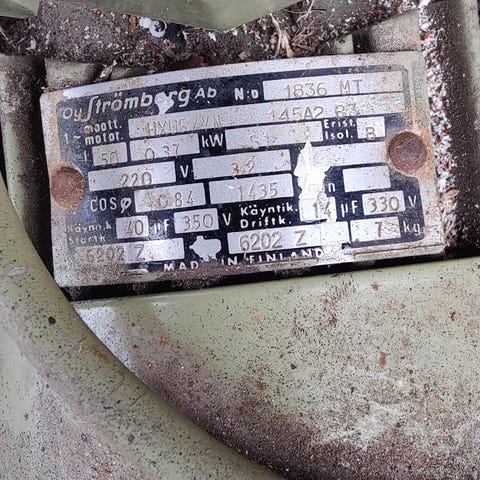 Oy Strömberg Ab N:o 1836 MT
1~ moott. motor. 145A2 B3
50 0,37 kW S1 Erist. Isol. B
220 V 3,2
COSφ 0,84 1435
Käynn.k Startk. 40 µF 350 V Käyntik. Driftk. 14 µF 330 V
6202 Z 6202 Z 7 kg
MADE IN FINLAND